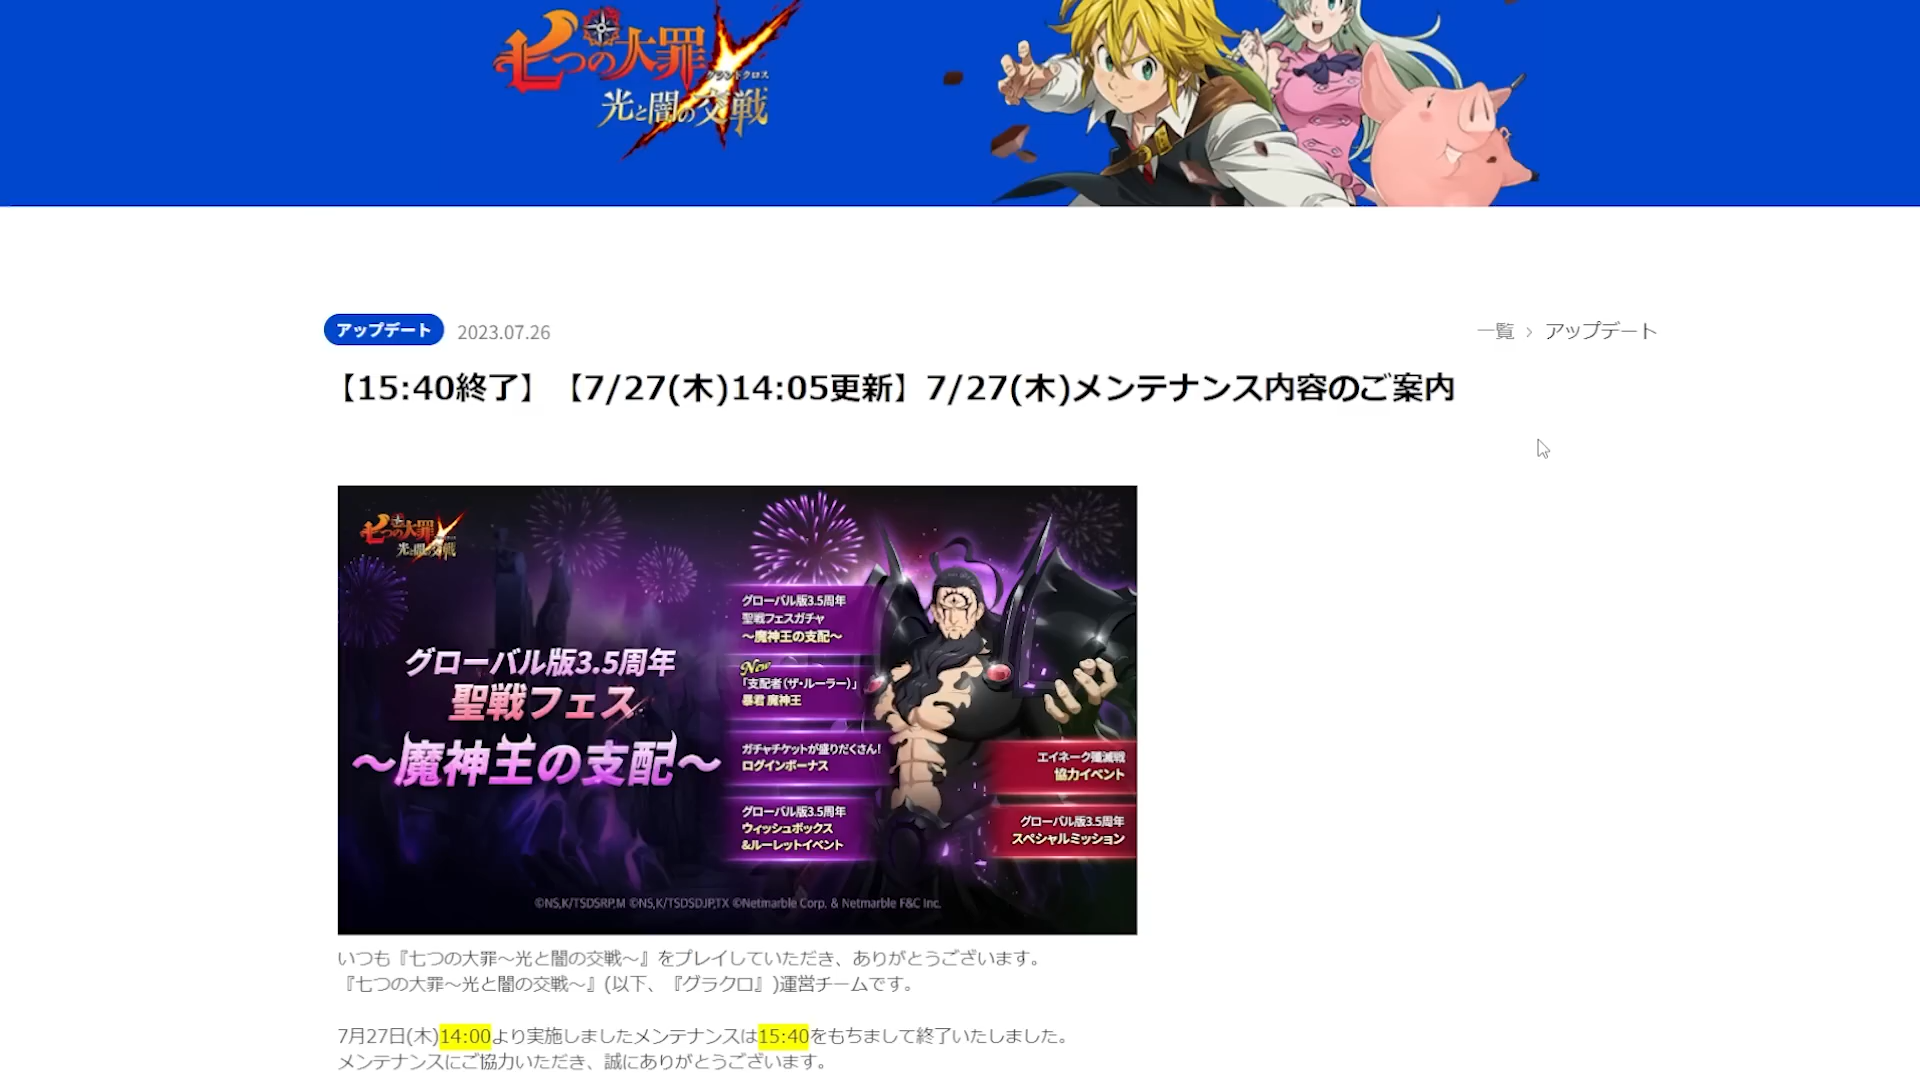 七つの大罪
グランドクロス
光と闇の交戦
アップデート 2023.07.26
一覧 > アップデート
【15:40終了】【7/27(木)14:05更新】7/27(木)メンテナンス内容のご案内
七つの大罪
光と闇の交戦
グローバル版3.5周年
聖戦フェス
～魔神王の支配～
グローバル版3.5周年
聖戦フェスガチャ
～魔神王の支配～
New
「支配者(ザ・ルーラー)」
暴君 魔神王
ガチャチケットが盛りだくさん!
ログインボーナス
グローバル版3.5周年
ウィッシュボックス
&ルーレットイベント
エイネーク殲滅戦
協力イベント
グローバル版3.5周年
スペシャルミッション
©NS,K/TSDSRP,M ©NS,K/TSDSDJP,TX ©Netmarble Corp. & Netmarble F&C Inc.
いつも『七つの大罪～光と闇の交戦～』をプレイしていただき、ありがとうございます。
『七つの大罪～光と闇の交戦～』(以下、『グラクロ』)運営チームです。
7月27日(木)14:00より実施しましたメンテナンスは15:40をもちまして終了いたしました。
メンテナンスにご協力いただき、誠にありがとうございます。